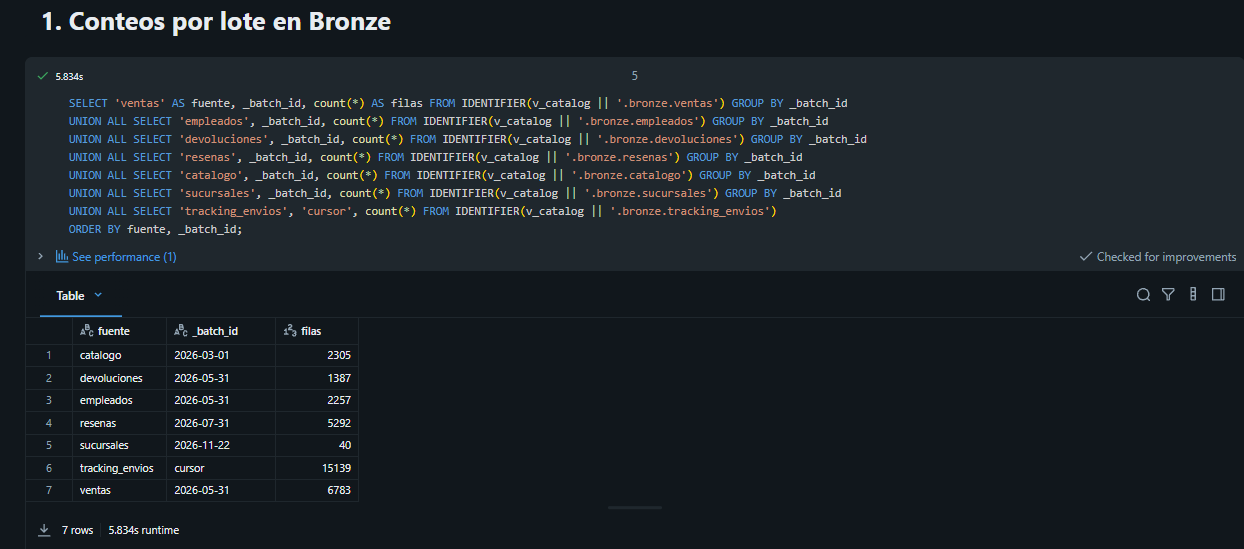 1. Conteos por lote en Bronze
5.834s
5
SELECT 'ventas' AS fuente, _batch_id, count(*) AS filas FROM IDENTIFIER(v_catalog || '.bronze.ventas') GROUP BY _batch_id
UNION ALL SELECT 'empleados', _batch_id, count(*) FROM IDENTIFIER(v_catalog || '.bronze.empleados') GROUP BY _batch_id
UNION ALL SELECT 'devoluciones', _batch_id, count(*) FROM IDENTIFIER(v_catalog || '.bronze.devoluciones') GROUP BY _batch_id
UNION ALL SELECT 'resenas', _batch_id, count(*) FROM IDENTIFIER(v_catalog || '.bronze.resenas') GROUP BY _batch_id
UNION ALL SELECT 'catalogo', _batch_id, count(*) FROM IDENTIFIER(v_catalog || '.bronze.catalogo') GROUP BY _batch_id
UNION ALL SELECT 'sucursales', _batch_id, count(*) FROM IDENTIFIER(v_catalog || '.bronze.sucursales') GROUP BY _batch_id
UNION ALL SELECT 'tracking_envios', 'cursor', count(*) FROM IDENTIFIER(v_catalog || '.bronze.tracking_envios')
ORDER BY fuente, _batch_id;
See performance (1) Checked for improvements
Table
ABC fuente ABC _batch_id 123 filas
1 catalogo 2026-03-01 2305
2 devoluciones 2026-05-31 1387
3 empleados 2026-05-31 2257
4 resenas 2026-07-31 5292
5 sucursales 2026-11-22 40
6 tracking_envios cursor 15139
7 ventas 2026-05-31 6783
7 rows 5.834s runtime